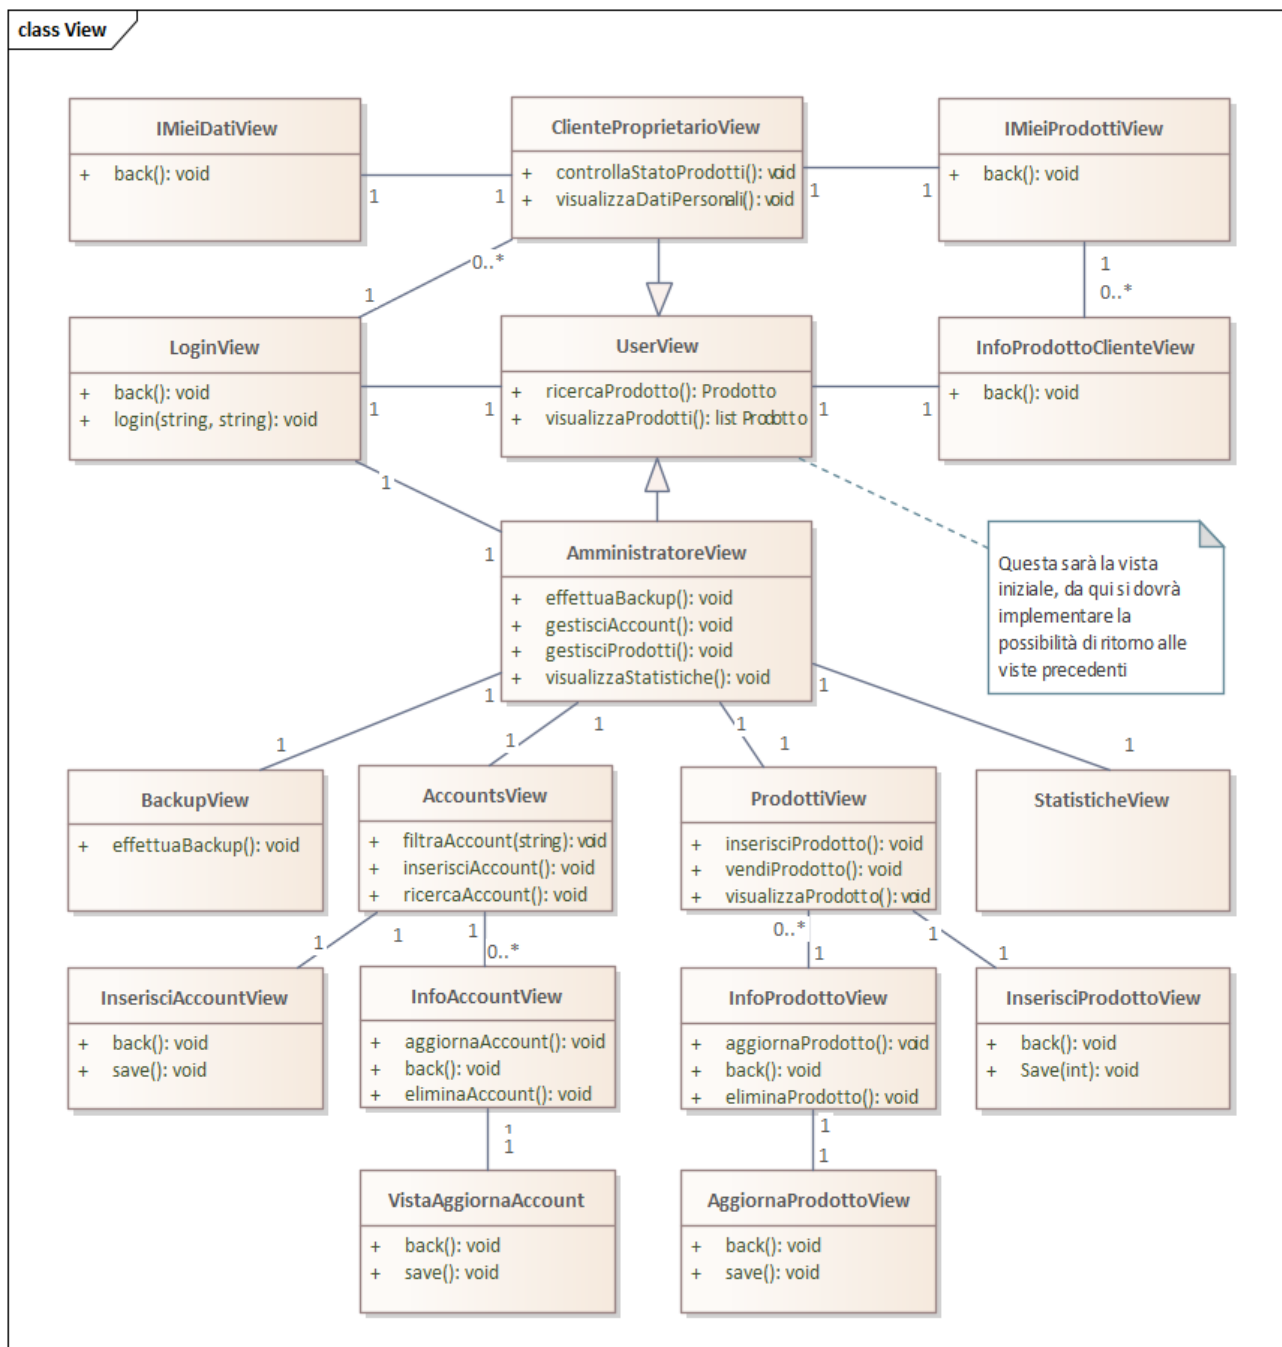 class View
IMieiDatiView
+ back(): void
ClienteProprietarioView
+ controllaStatoProdotti(): void
+ visualizzaDatiPersonali(): void
IMieiProdottiView
+ back(): void
1
1
1
1
0..*
1
1
0..*
LoginView
+ back(): void
+ login(string, string): void
UserView
+ ricercaProdotto(): Prodotto
+ visualizzaProdotti(): list Prodotto
InfoProdottoClienteView
+ back(): void
1
1
1
1
1
1
AmministratoreView
+ effettuaBackup(): void
+ gestisciAccount(): void
+ gestisciProdotti(): void
+ visualizzaStatistiche(): void
Questa sarà la vista
iniziale, da qui si dovrà
implementare la
possibilità di ritorno alle
viste precedenti
1
1
1
1
1
1
1
1
BackupView
+ effettuaBackup(): void
AccountsView
+ filtraAccount(string): void
+ inserisciAccount(): void
+ ricercaAccount(): void
ProdottiView
+ inserisciProdotto(): void
+ vendiProdotto(): void
+ visualizzaProdotto(): void
StatisticheView
1
1
1
0..*
0..*
1
1
1
InserisciAccountView
+ back(): void
+ save(): void
InfoAccountView
+ aggiornaAccount(): void
+ back(): void
+ eliminaAccount(): void
InfoProdottoView
+ aggiornaProdotto(): void
+ back(): void
+ eliminaProdotto(): void
InserisciProdottoView
+ back(): void
+ Save(int): void
1
1
1
1
VistaAggiornaAccount
+ back(): void
+ save(): void
AggiornaProdottoView
+ back(): void
+ save(): void